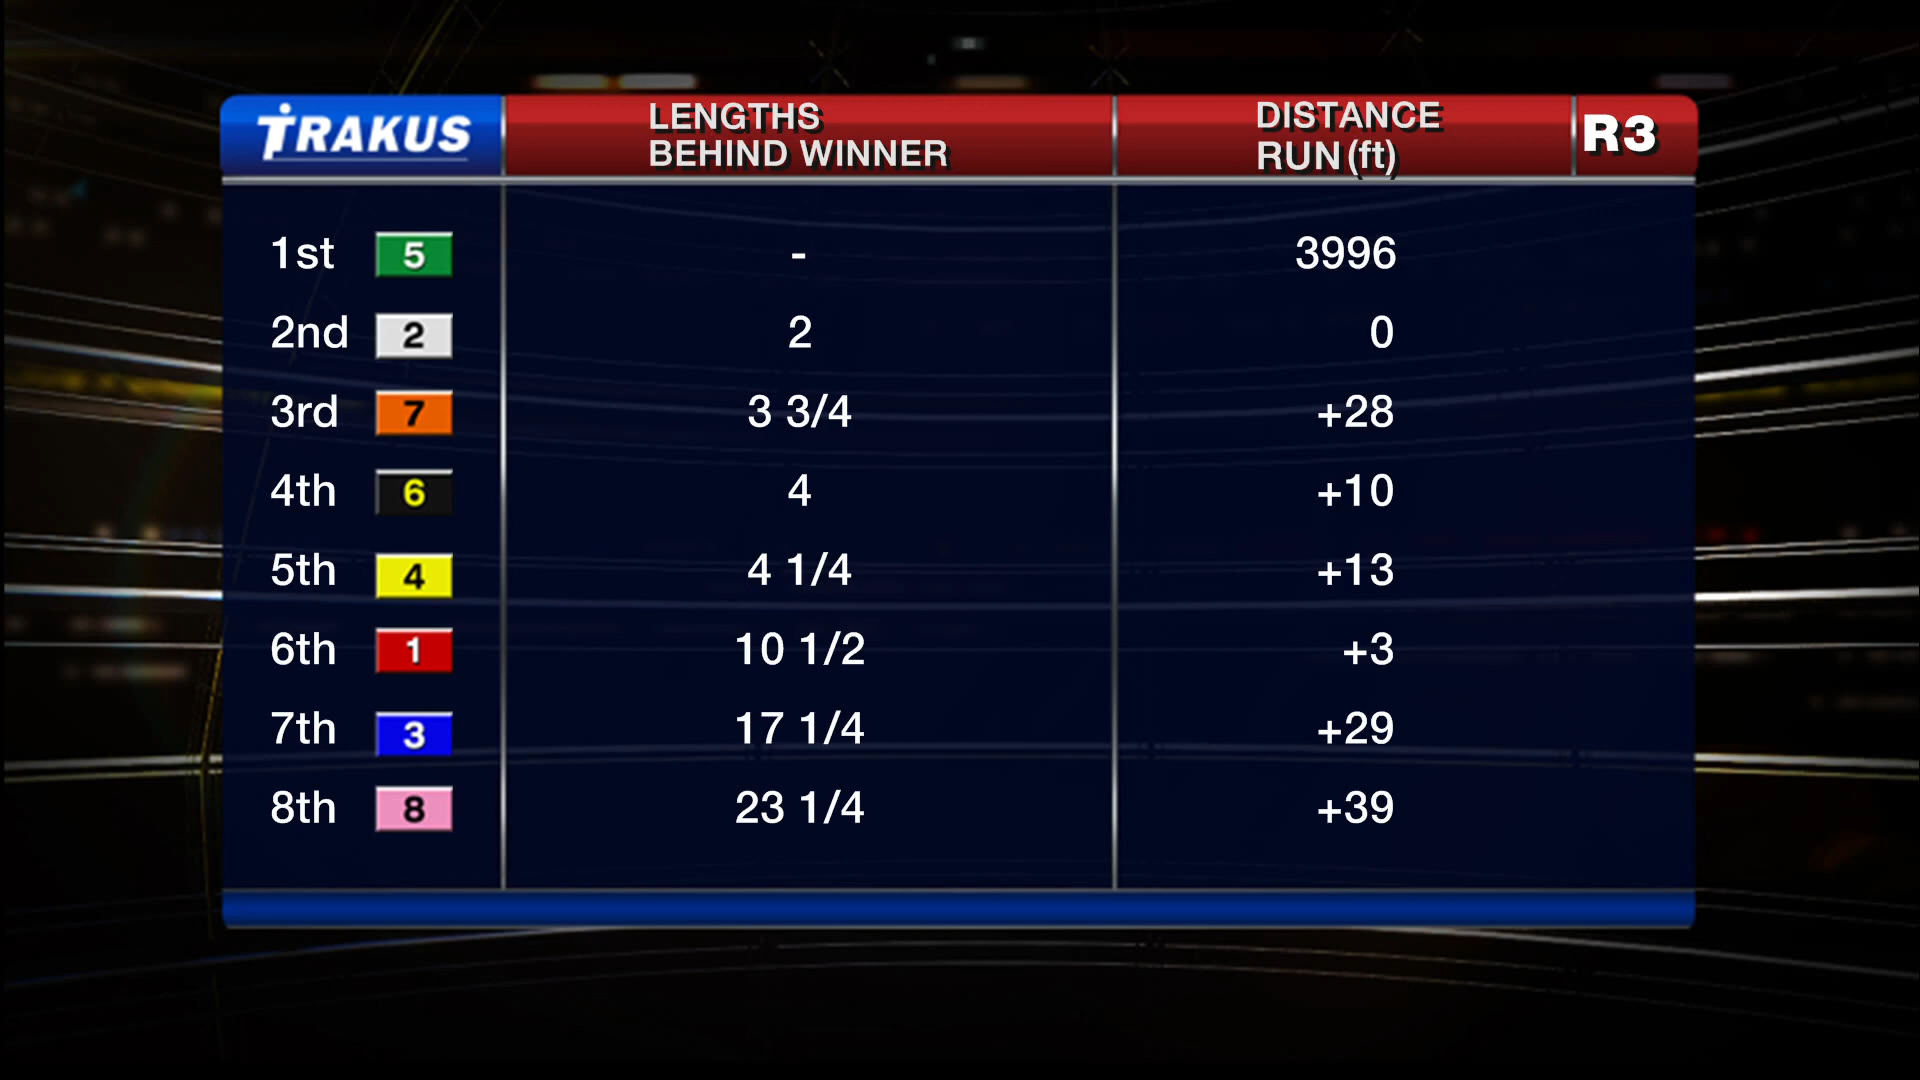 TRAKUS
LENGTHS
BEHIND WINNER
DISTANCE
RUN (ft)
R3
1st 5 - 3996
2nd 2 2 0
3rd 7 3 3/4 +28
4th 6 4 +10
5th 4 4 1/4 +13
6th 1 10 1/2 +3
7th 3 17 1/4 +29
8th 8 23 1/4 +39